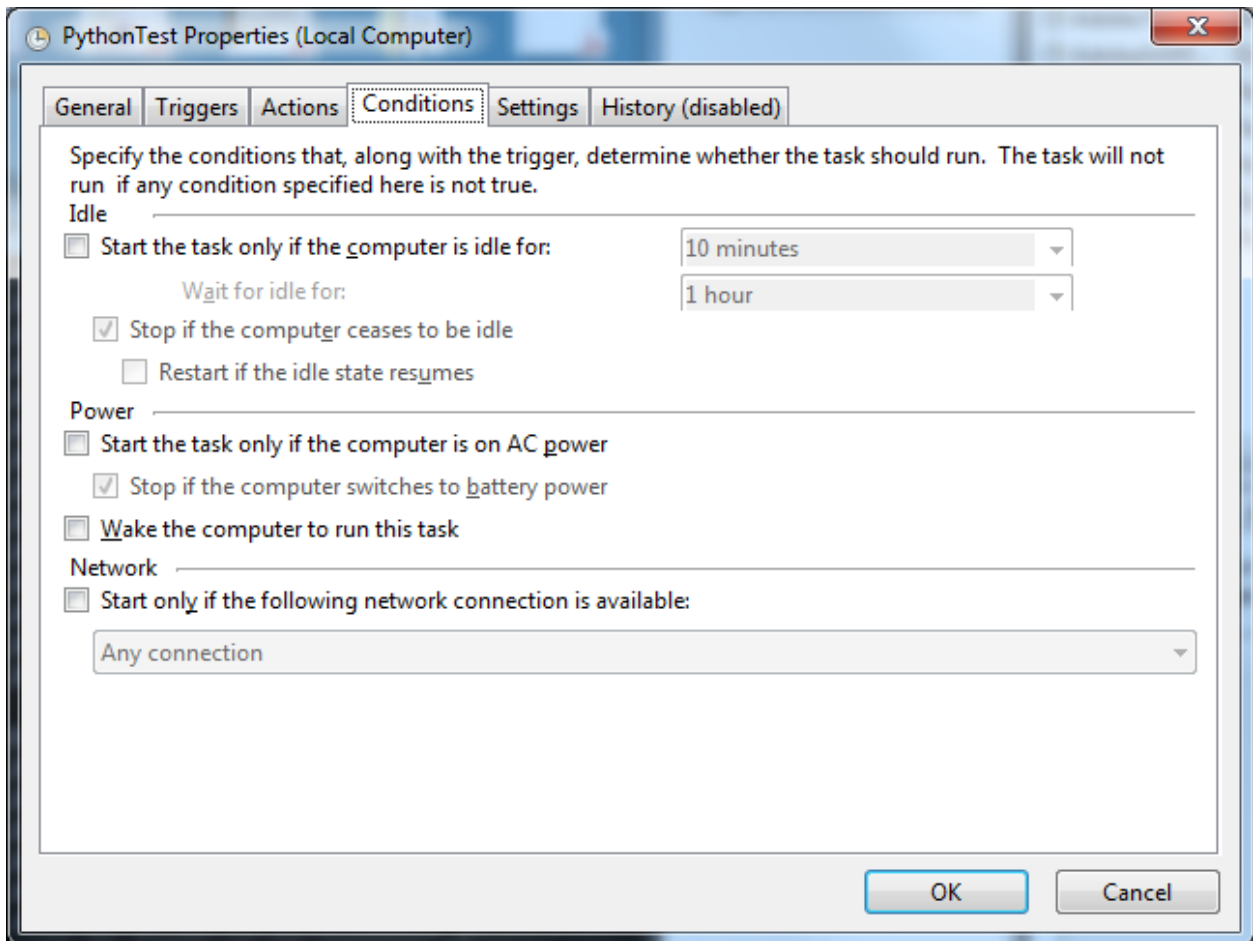 PythonTest Properties (Local Computer)
General Triggers Actions Conditions Settings History (disabled)
Specify the conditions that, along with the trigger, determine whether the task should run. The task will not
run if any condition specified here is not true.
Idle
Start the task only if the computer is idle for: 10 minutes
Wait for idle for: 1 hour
Stop if the computer ceases to be idle
Restart if the idle state resumes
Power
Start the task only if the computer is on AC power
Stop if the computer switches to battery power
Wake the computer to run this task
Network
Start only if the following network connection is available:
Any connection
OK Cancel